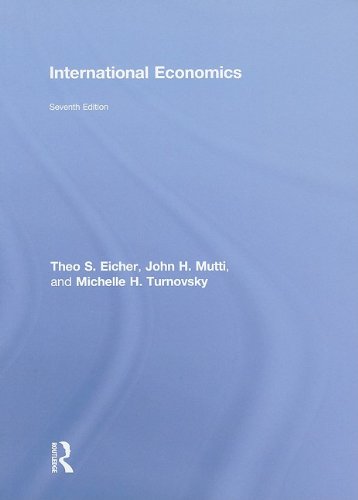 International Economics
Seventh Edition
Theo S. Eicher, John H. Mutti,
and Michelle H. Turnovsky
R
ROUTLEDGE